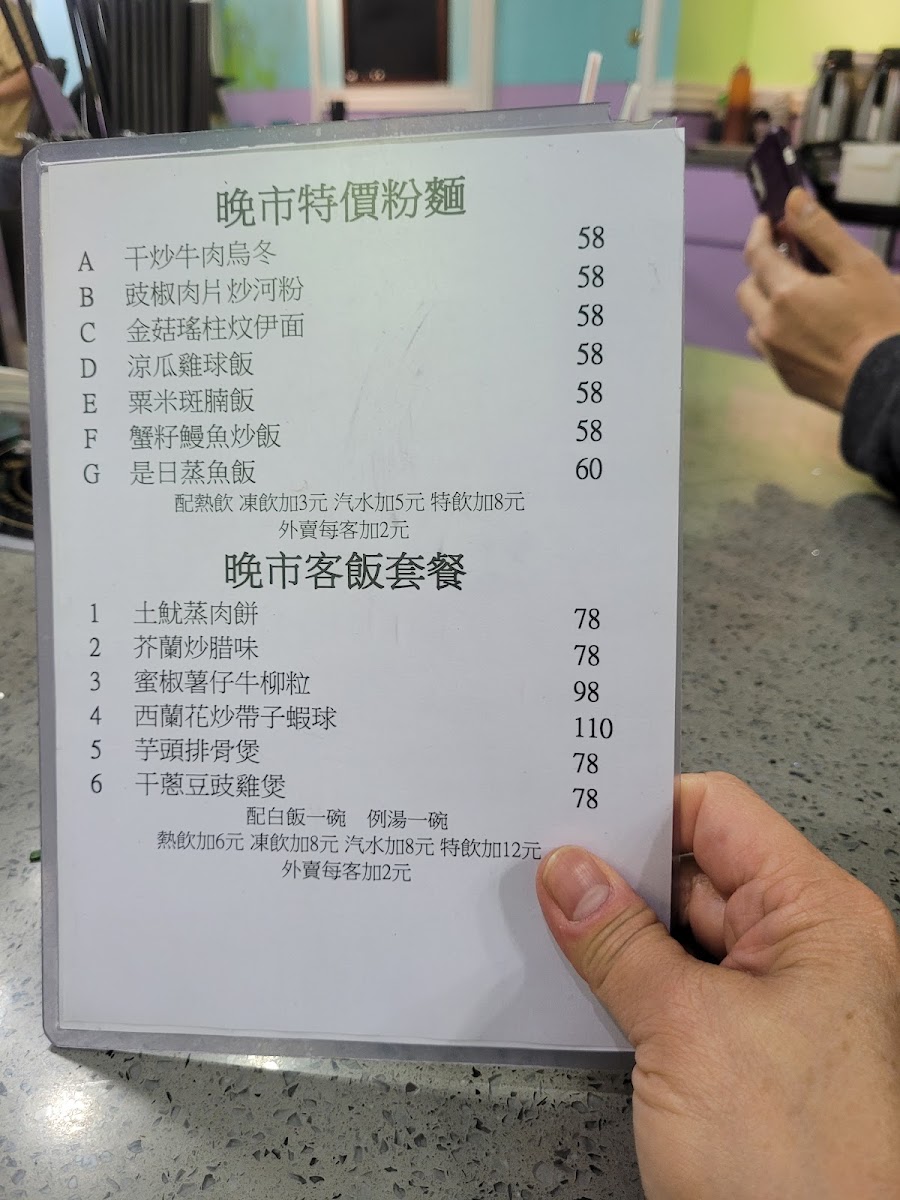 晚市特價粉麵
A 干炒牛肉烏冬 58
B 豉椒肉片炒河粉 58
C 金菇瑤柱炆伊面 58
D 涼瓜雞球飯 58
E 粟米斑腩飯 58
F 蟹籽鰻魚炒飯 58
G 是日蒸魚飯 60
配熱飲 凍飲加3元 汽水加5元 特飲加8元
外賣每客加2元
晚市客飯套餐
1 土魷蒸肉餅 78
2 芥蘭炒腊味 78
3 蜜椒薯仔牛柳粒 98
4 西蘭花炒帶子蝦球 110
5 芋頭排骨煲 78
6 干蔥豆豉雞煲 78
配白飯一碗 例湯一碗
熱飲加6元 凍飲加8元 汽水加8元 特飲加12元
外賣每客加2元